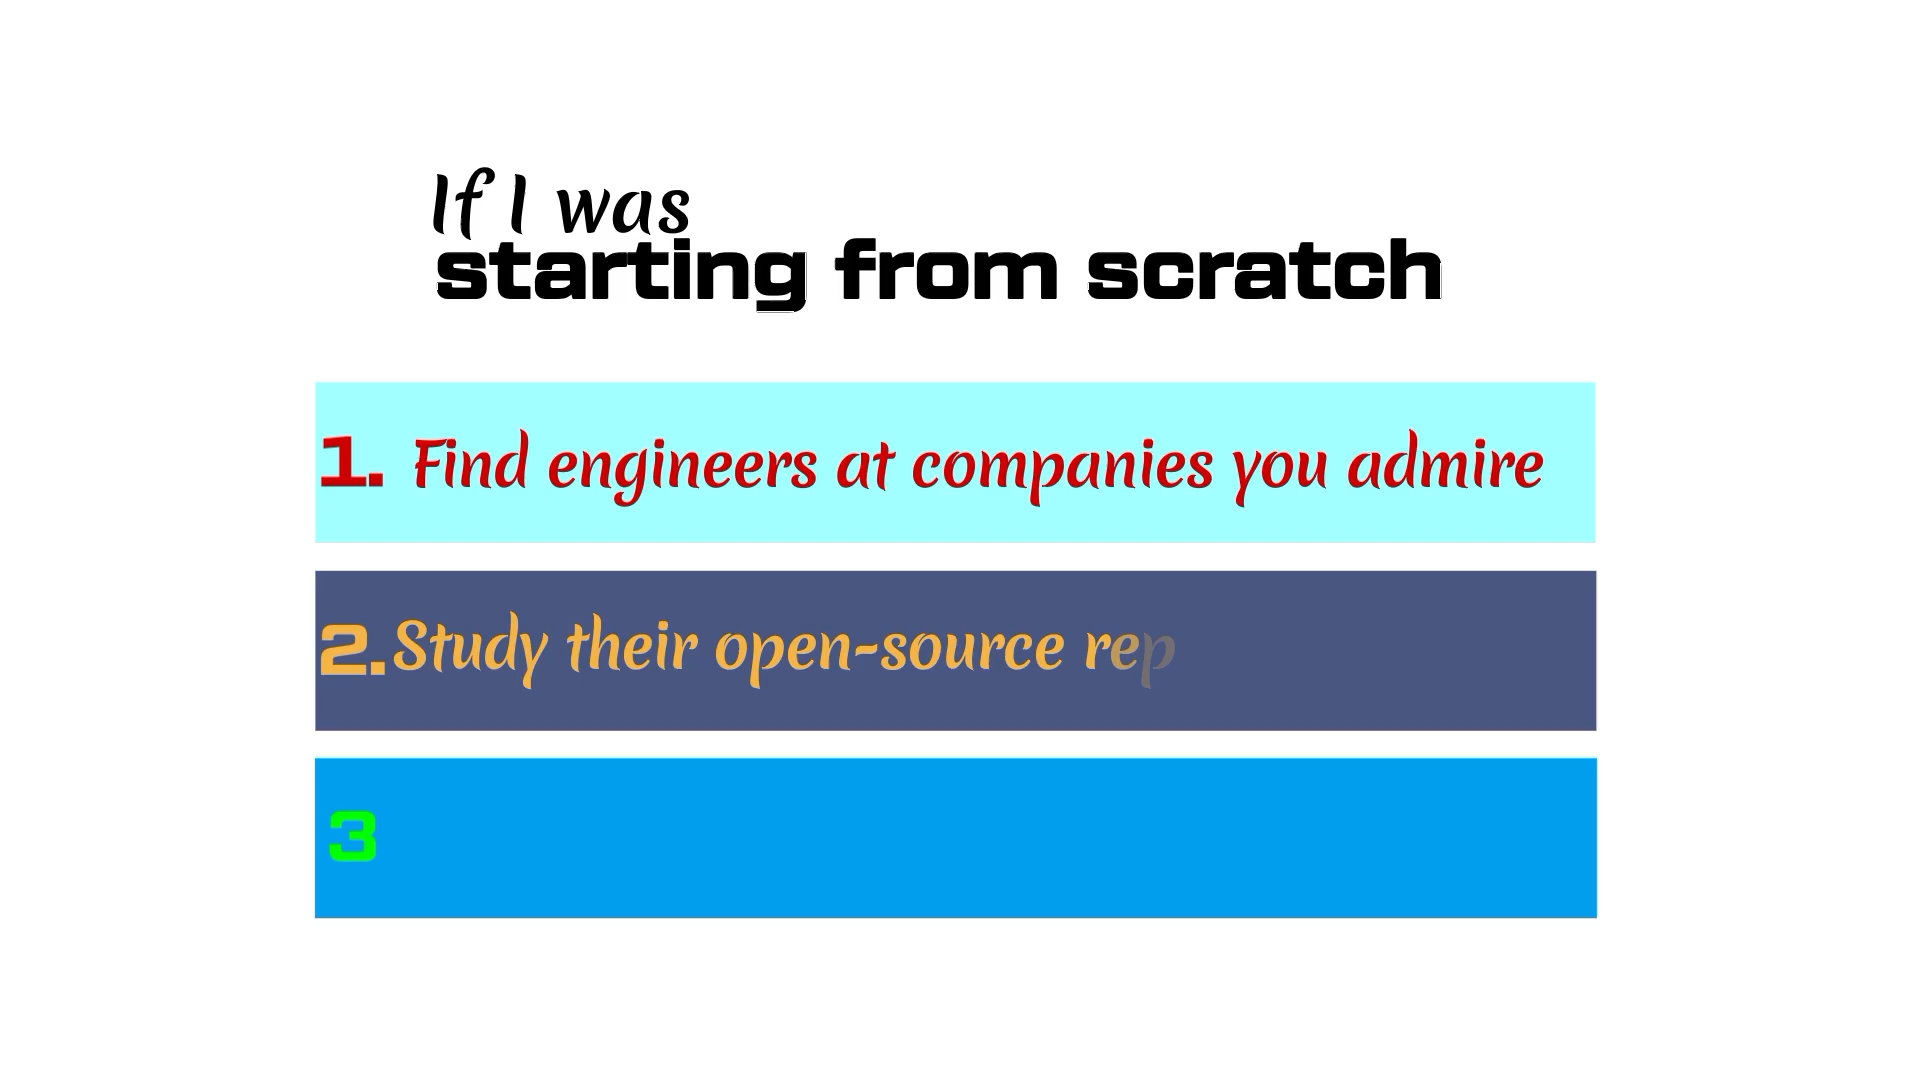 If I was
starting from scratch
1. Find engineers at companies you admire
2. Study their open-source rep
3